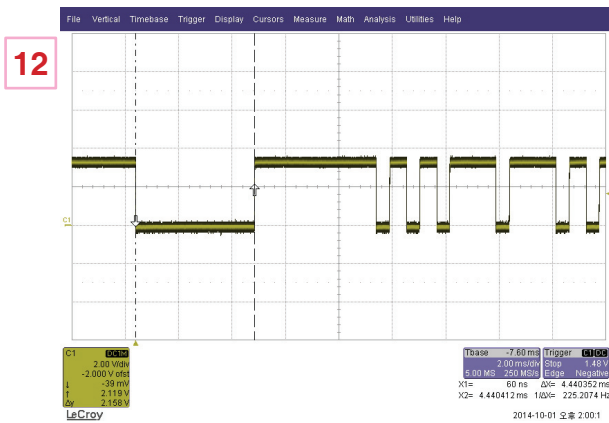 File Vertical Timebase Trigger Display Cursors Measure Math Analysis Utilities Help
12
C1
C1 DC1M
2.00 V/div
-2.000 V ofst
↓ -39 mV
↑ 2.119 V
Δy 2.158 V
Tbase -7.60 ms
2.00 ms/div
5.00 MS 250 MS/s
Trigger C1 DC
Stop 1.48 V
Edge Negative
X1= 60 ns ΔX= 4.440352 ms
X2= 4.440412 ms 1/ΔX= 225.2074 Hz
LeCroy
2014-10-01 오후 2:00:1